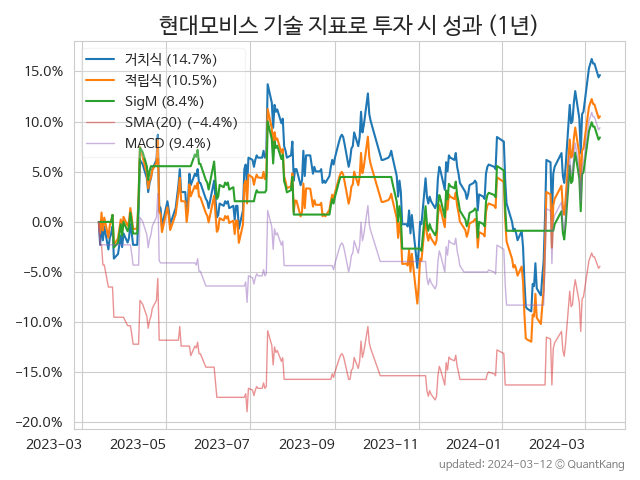 현대모비스 기술 지표로 투자 시 성과 (1년)
거치식 (14.7%)
적립식 (10.5%)
SigM (8.4%)
SMA(20) (−4.4%)
MACD (9.4%)
15.0%
10.0%
5.0%
0.0%
−5.0%
−10.0%
−15.0%
−20.0%
2023-03 2023-05 2023-07 2023-09 2023-11 2024-01 2024-03
updated: 2024-03-12 © QuantKang